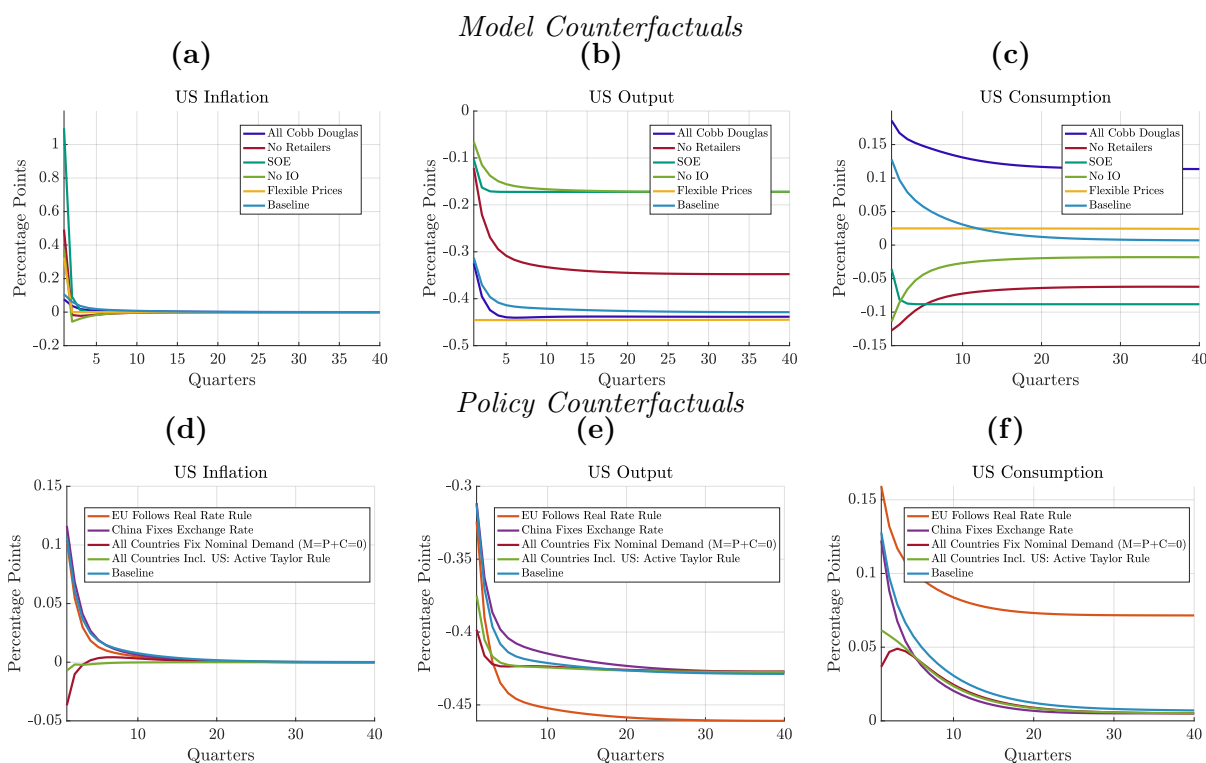 Model Counterfactuals
(a)
(b)
(c)
US Inflation
US Output
US Consumption
Percentage Points
1
0.8
0.6
0.4
0.2
0
-0.2
5
10
15
20
25
30
35
40
Quarters
All Cobb Douglas
No Retailers
SOE
No IO
Flexible Prices
Baseline
Percentage Points
0
-0.1
-0.2
-0.3
-0.4
-0.5
5
10
15
20
25
30
35
40
Quarters
All Cobb Douglas
No Retailers
SOE
No IO
Flexible Prices
Baseline
Percentage Points
0.15
0.1
0.05
0
-0.05
-0.1
-0.15
10
20
30
40
Quarters
All Cobb Douglas
No Retailers
SOE
No IO
Flexible Prices
Baseline
Policy Counterfactuals
(d)
(e)
(f)
US Inflation
US Output
US Consumption
Percentage Points
0.15
0.1
0.05
0
-0.05
10
20
30
40
Quarters
EU Follows Real Rate Rule
China Fixes Exchange Rate
All Countries Fix Nominal Demand (M=P+C=0)
All Countries Incl. US: Active Taylor Rule
Baseline
Percentage Points
-0.3
-0.35
-0.4
-0.45
10
20
30
40
Quarters
EU Follows Real Rate Rule
China Fixes Exchange Rate
All Countries Fix Nominal Demand (M=P+C=0)
All Countries Incl. US: Active Taylor Rule
Baseline
Percentage Points
0.15
0.1
0.05
0
10
20
30
40
Quarters
EU Follows Real Rate Rule
China Fixes Exchange Rate
All Countries Fix Nominal Demand (M=P+C=0)
All Countries Incl. US: Active Taylor Rule
Baseline